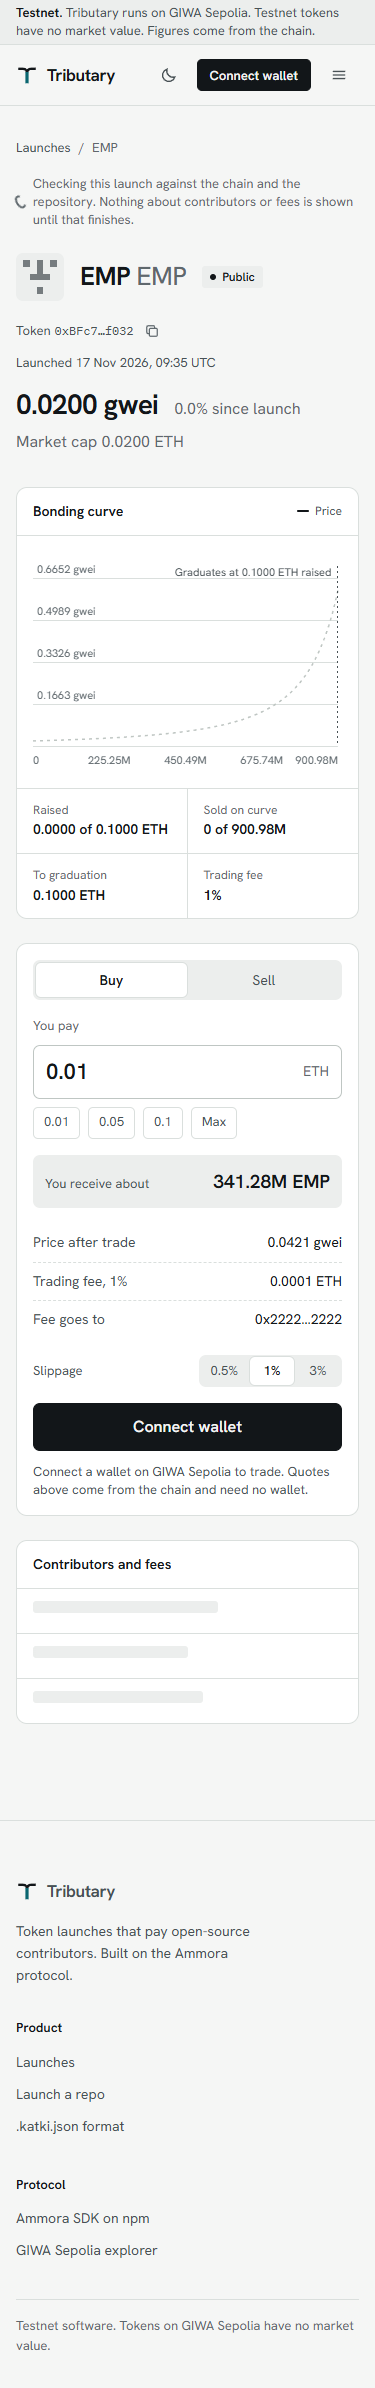 Testnet. Tributary runs on GIWA Sepolia. Testnet tokens
have no market value. Figures come from the chain.
Tributary
Connect wallet
Launches / EMP
Checking this launch against the chain and the
repository. Nothing about contributors or fees is shown
until that finishes.
EMP EMP
Public
Token 0xBFc7…f032
Launched 17 Nov 2026, 09:35 UTC
0.0200 gwei 0.0% since launch
Market cap 0.0200 ETH
Bonding curve
Price
0.6652 gwei
Graduates at 0.1000 ETH raised
0.4989 gwei
0.3326 gwei
0.1663 gwei
0 225.25M 450.49M 675.74M 900.98M
Raised
0.0000 of 0.1000 ETH
Sold on curve
0 of 900.98M
To graduation
0.1000 ETH
Trading fee
1%
Buy
Sell
You pay
0.01 ETH
0.01 0.05 0.1 Max
You receive about 341.28M EMP
Price after trade 0.0421 gwei
Trading fee, 1% 0.0001 ETH
Fee goes to 0x2222…2222
Slippage 0.5% 1% 3%
Connect wallet
Connect a wallet on GIWA Sepolia to trade. Quotes
above come from the chain and need no wallet.
Contributors and fees
Tributary
Token launches that pay open-source
contributors. Built on the Ammora
protocol.
Product
Launches
Launch a repo
.katki.json format
Protocol
Ammora SDK on npm
GIWA Sepolia explorer
Testnet software. Tokens on GIWA Sepolia have no market
value.